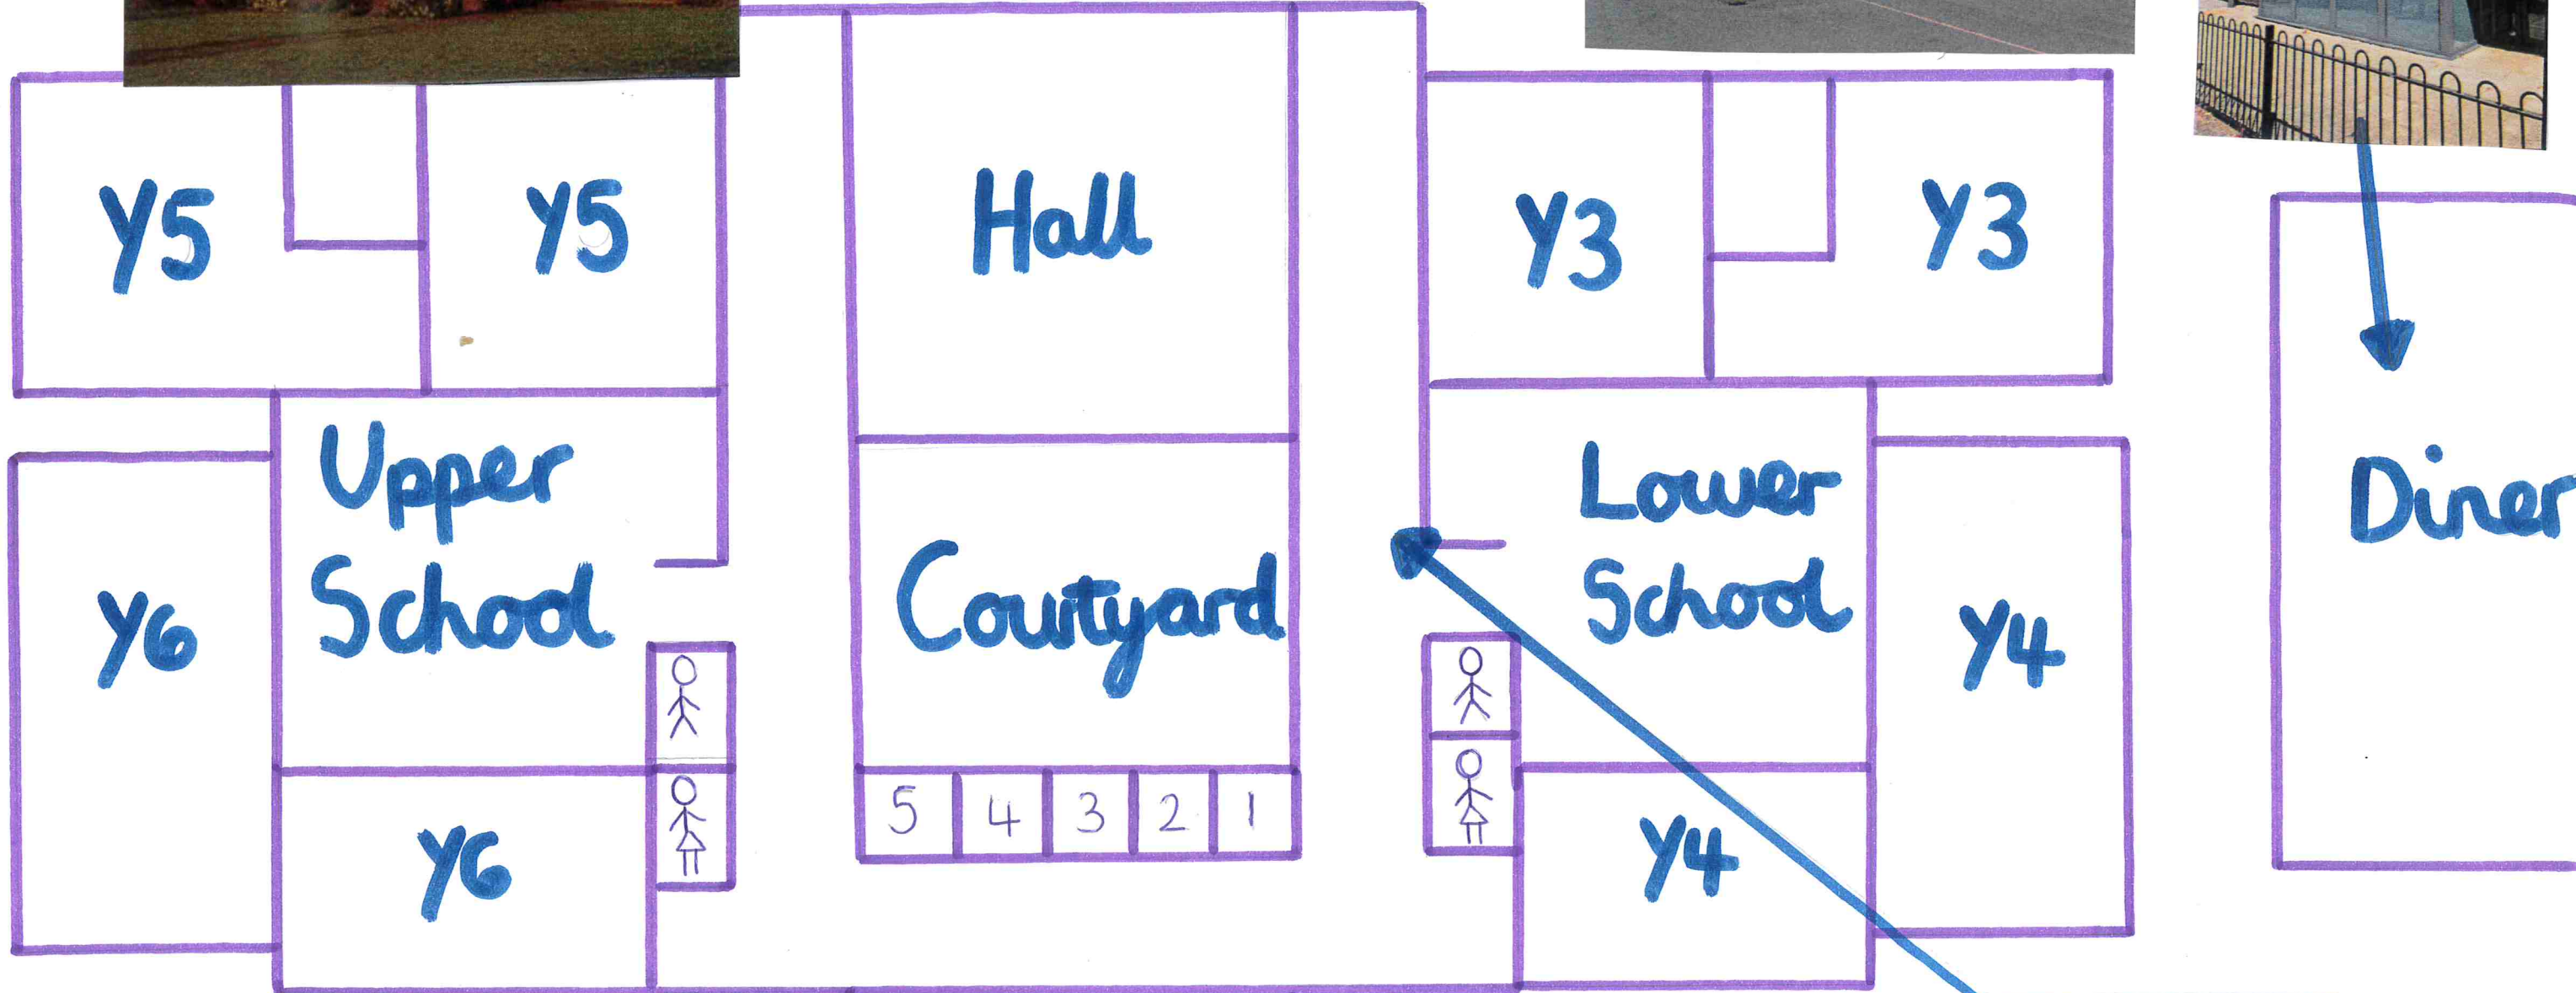 Y5
Y5
Hall
Y3
Y3
Upper
School
Courtyard
Lower
School
Diner
Y6
Y4
5 4 3 2 1
Y6
Y4